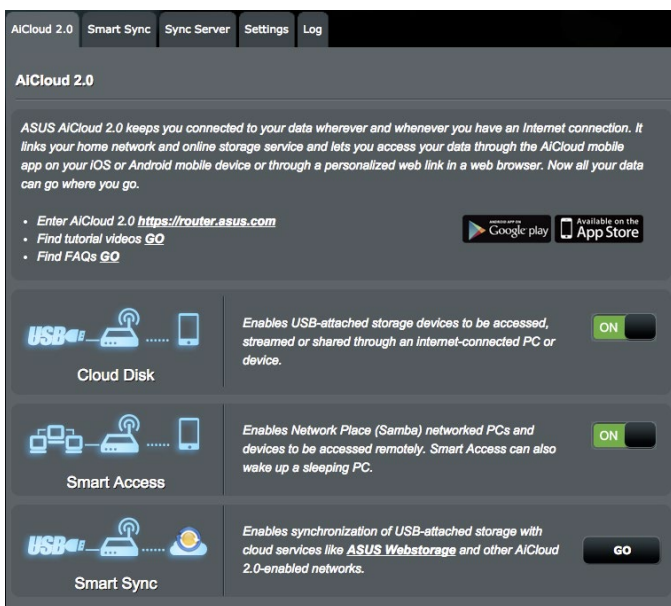 AiCloud 2.0 Smart Sync Sync Server Settings Log
AiCloud 2.0
ASUS AiCloud 2.0 keeps you connected to your data wherever and whenever you have an Internet connection. It
links your home network and online storage service and lets you access your data through the AiCloud mobile
app on your iOS or Android mobile device or through a personalized web link in a web browser. Now all your data
can go where you go.
• Enter AiCloud 2.0 https://router.asus.com
• Find tutorial videos GO
• Find FAQs GO
ANDROID APP ON
Google play
Available on the
App Store
USB
Cloud Disk
Enables USB-attached storage devices to be accessed,
streamed or shared through an internet-connected PC or
device.
ON
Smart Access
Enables Network Place (Samba) networked PCs and
devices to be accessed remotely. Smart Access can also
wake up a sleeping PC.
ON
USB
Smart Sync
Enables synchronization of USB-attached storage with
cloud services like ASUS Webstorage and other AiCloud
2.0-enabled networks.
GO